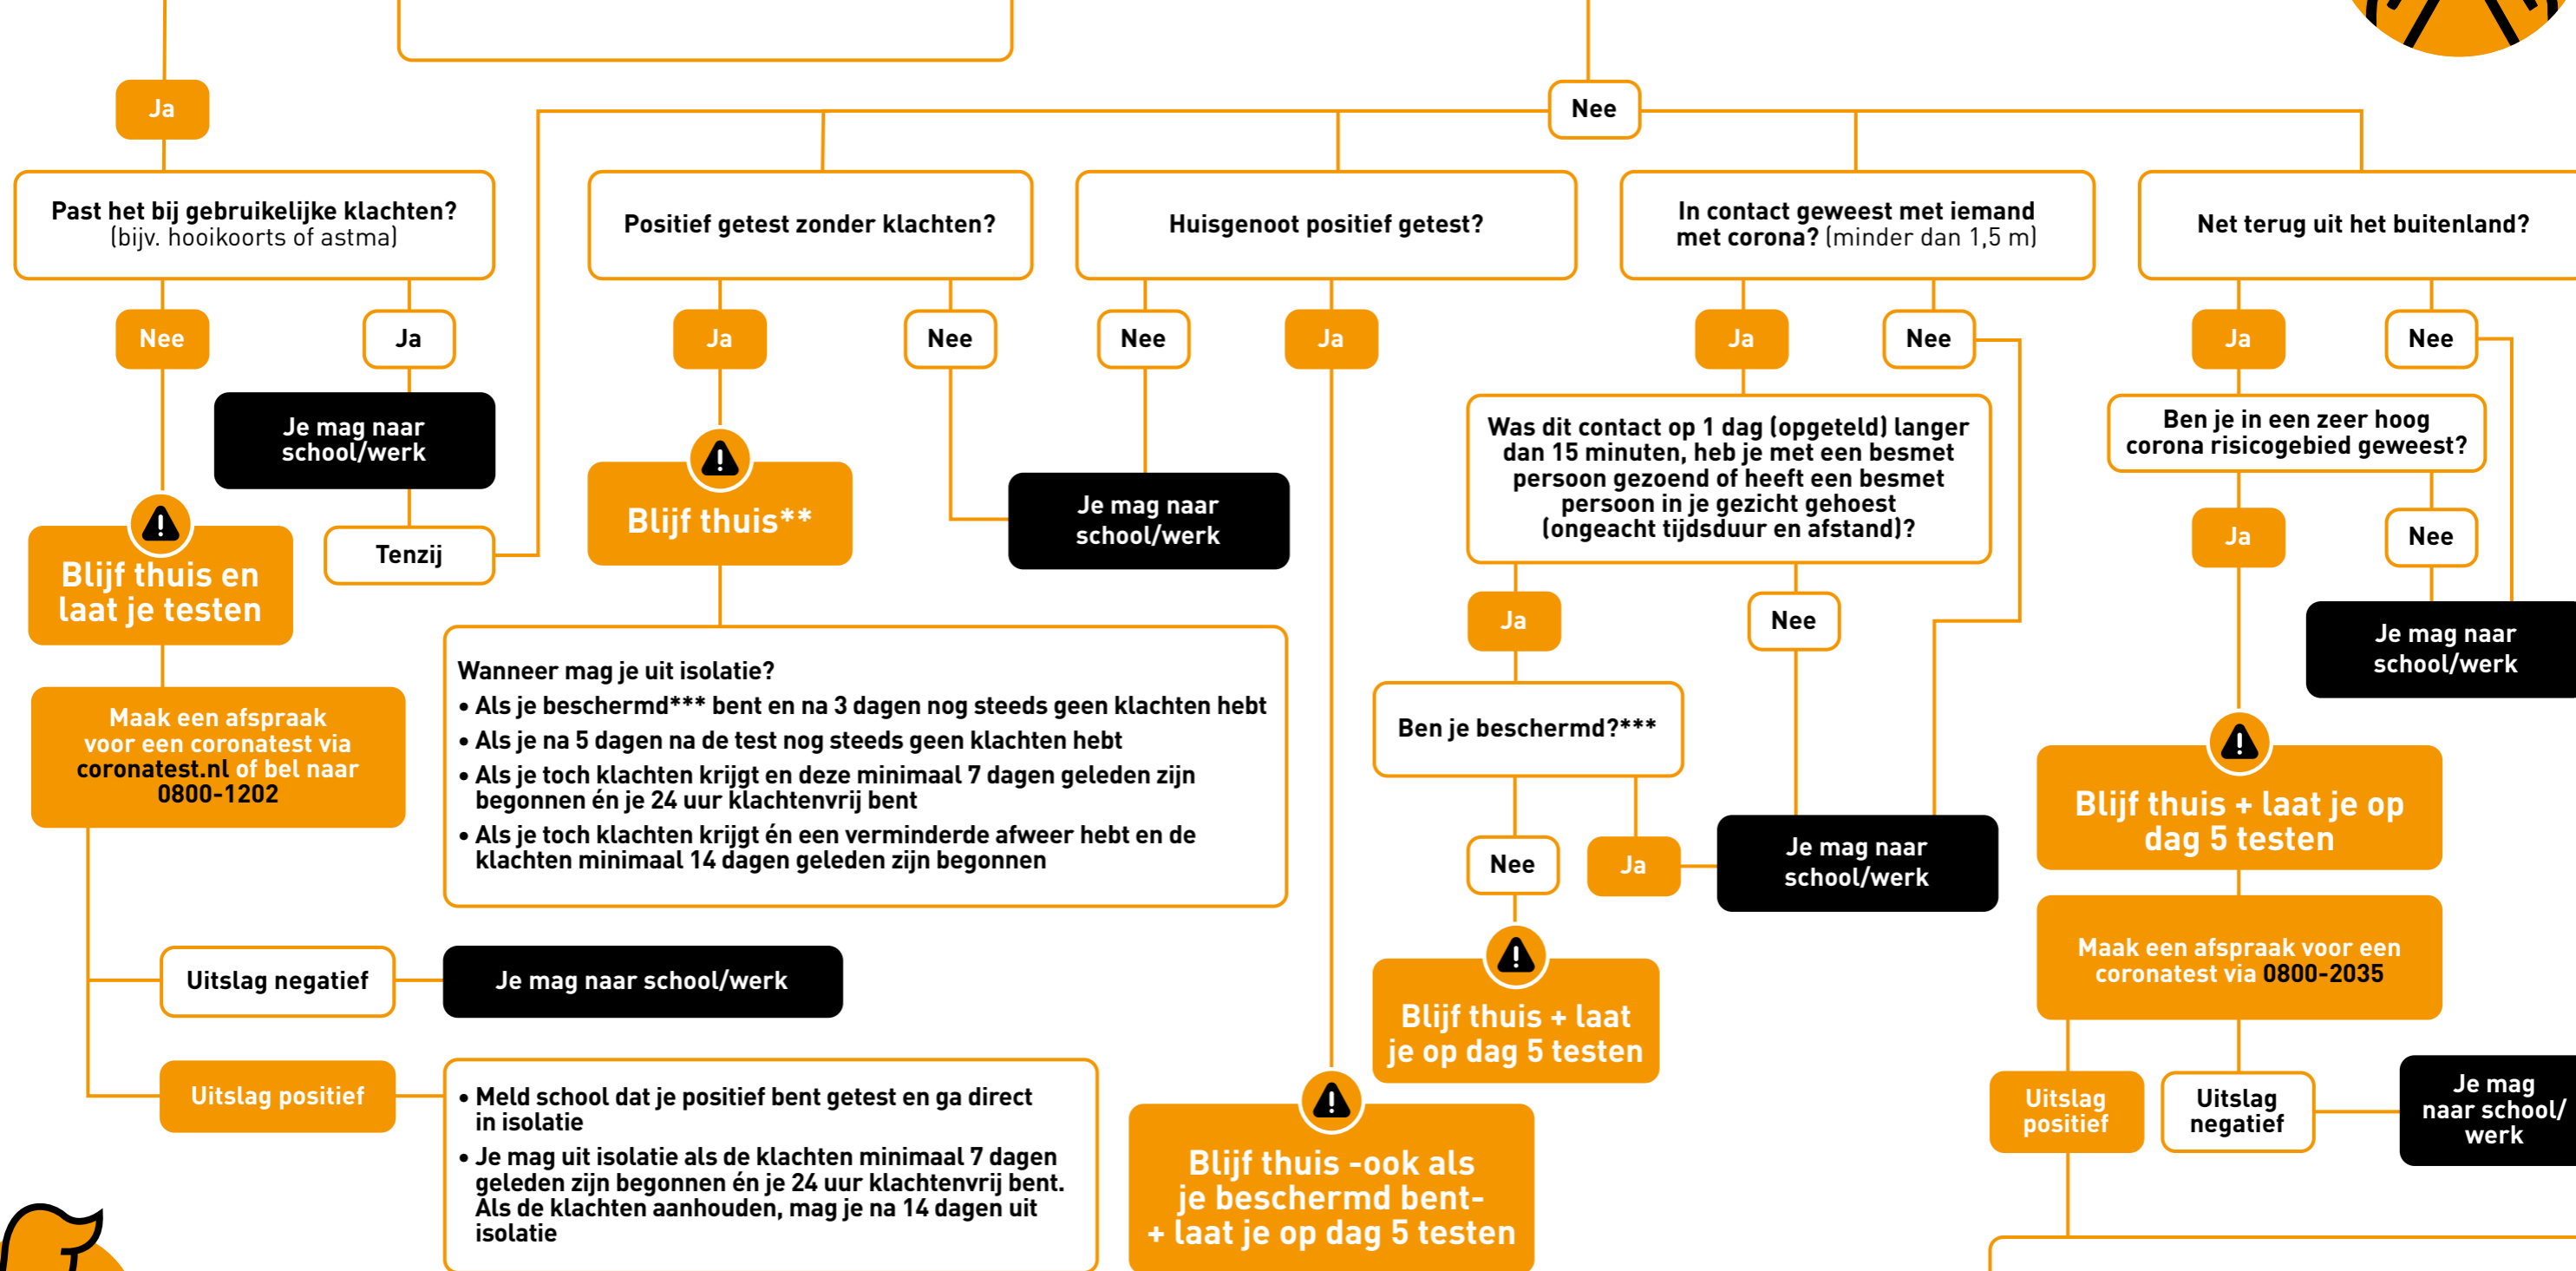 Ja
Nee
Past het bij gebruikelijke klachten?
(bijv. hooikoorts of astma)
Nee
Ja
Je mag naar
school/werk
Tenzij
Blijf thuis en
laat je testen
Maak een afspraak
voor een coronatest via
coronatest.nl of bel naar
0800-1202
Uitslag negatief
Je mag naar school/werk
Uitslag positief
• Meld school dat je positief bent getest en ga direct
in isolatie
• Je mag uit isolatie als de klachten minimaal 7 dagen
geleden zijn begonnen én je 24 uur klachtenvrij bent.
Als de klachten aanhouden, mag je na 14 dagen uit
isolatie
Positief getest zonder klachten?
Ja
Nee
Blijf thuis**
Wanneer mag je uit isolatie?
• Als je beschermd*** bent en na 3 dagen nog steeds geen klachten hebt
• Als je na 5 dagen na de test nog steeds geen klachten hebt
• Als je toch klachten krijgt en deze minimaal 7 dagen geleden zijn
begonnen én je 24 uur klachtenvrij bent
• Als je toch klachten krijgt én een verminderde afweer hebt en de
klachten minimaal 14 dagen geleden zijn begonnen
Huisgenoot positief getest?
Nee
Ja
Je mag naar
school/werk
Blijf thuis -ook als
je beschermd bent-
+ laat je op dag 5 testen
In contact geweest met iemand
met corona? (minder dan 1,5 m)
Ja
Nee
Was dit contact op 1 dag (opgeteld) langer
dan 15 minuten, heb je met een besmet
persoon gezoend of heeft een besmet
persoon in je gezicht gehoest
(ongeacht tijdsduur en afstand)?
Ja
Nee
Ben je beschermd?***
Nee
Ja
Je mag naar
school/werk
Blijf thuis + laat
je op dag 5 testen
Net terug uit het buitenland?
Ja
Nee
Ben je in een zeer hoog
corona risicogebied geweest?
Ja
Nee
Je mag naar
school/werk
Blijf thuis + laat je op
dag 5 testen
Maak een afspraak voor een
coronatest via 0800-2035
Uitslag
positief
Uitslag
negatief
Je mag
naar school/
werk